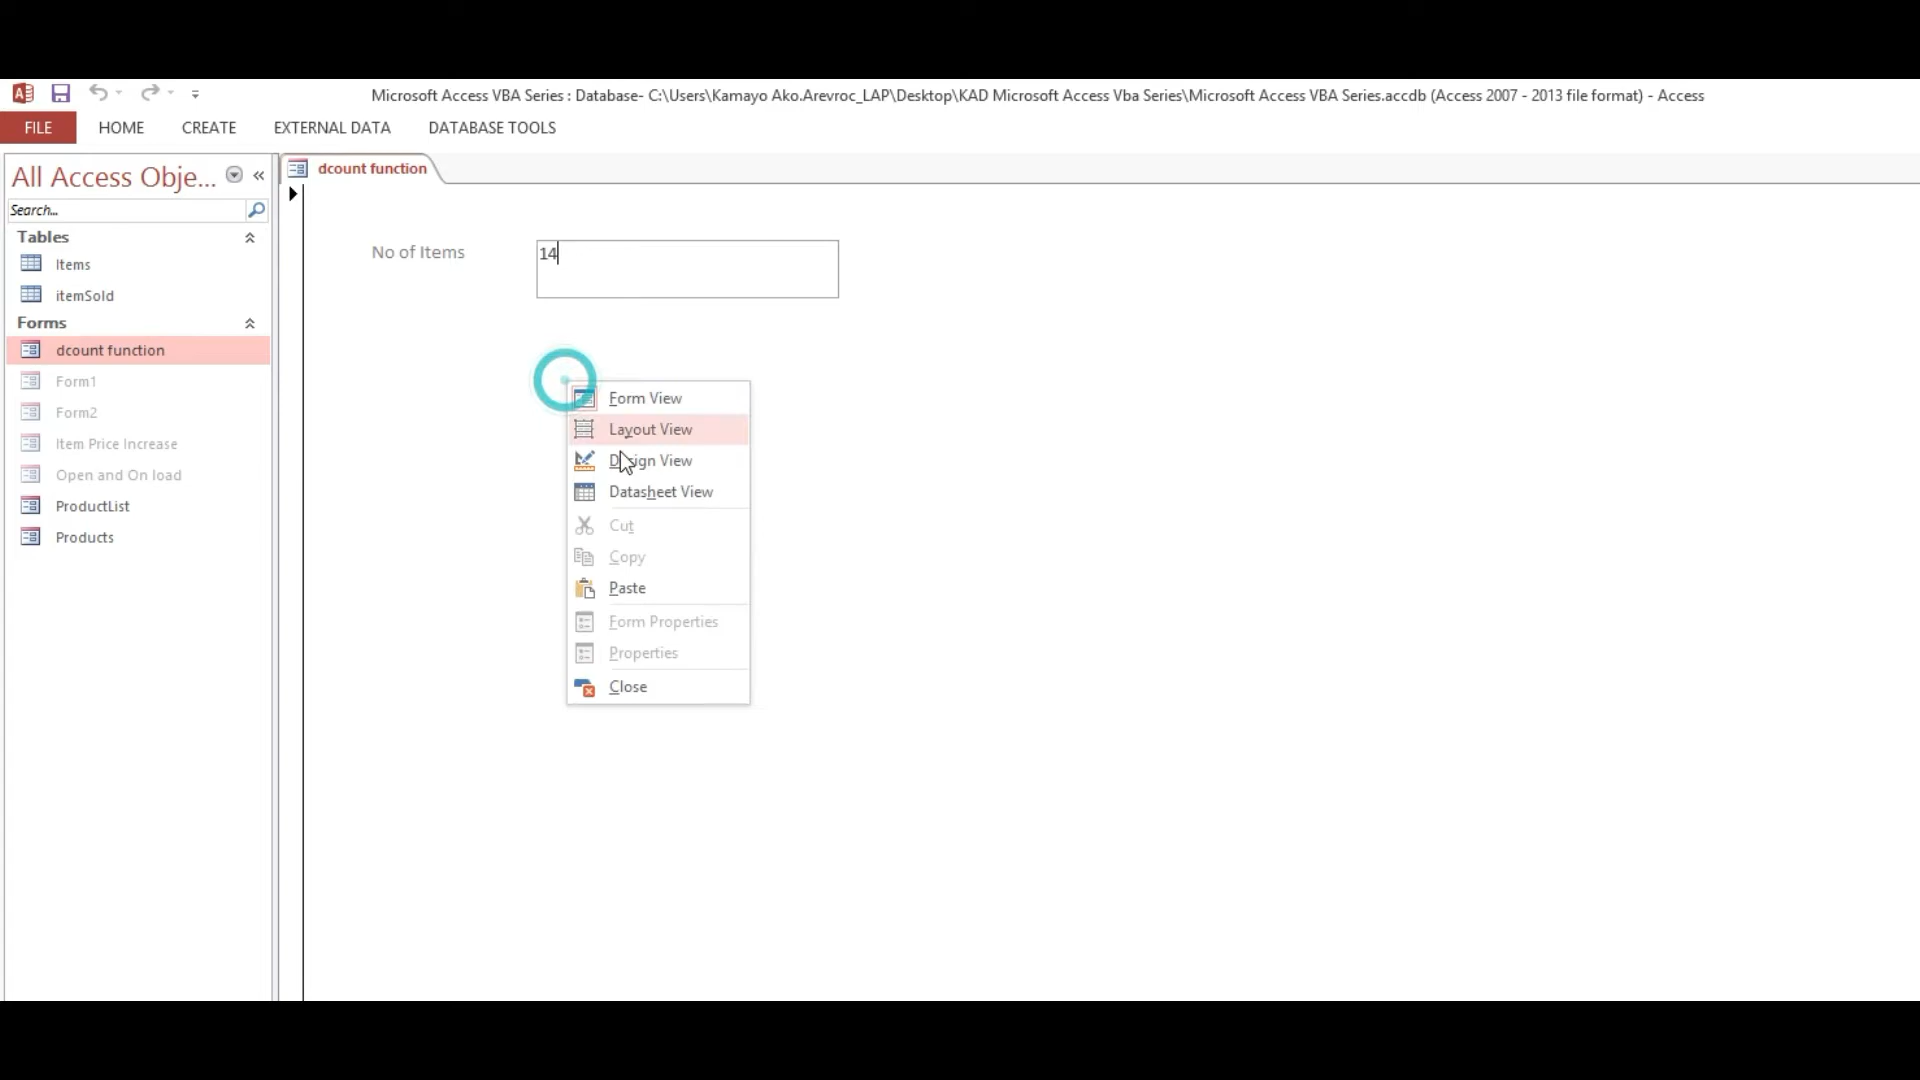 Microsoft Access VBA Series : Database- C:\Users\Kamayo Ako.Arevroc_LAP\Desktop\KAD Microsoft Access Vba Series\Microsoft Access VBA Series.accdb (Access 2007 - 2013 file format) - Access
FILE HOME CREATE EXTERNAL DATA DATABASE TOOLS
All Access Obje...
dcount function
Search...
Tables
Items
itemSold
Forms
dcount function
Form1
Form2
Item Price Increase
Open and On load
ProductList
Products
No of Items 14
Form View
Layout View
Design View
Datasheet View
Cut
Copy
Paste
Form Properties
Properties
Close